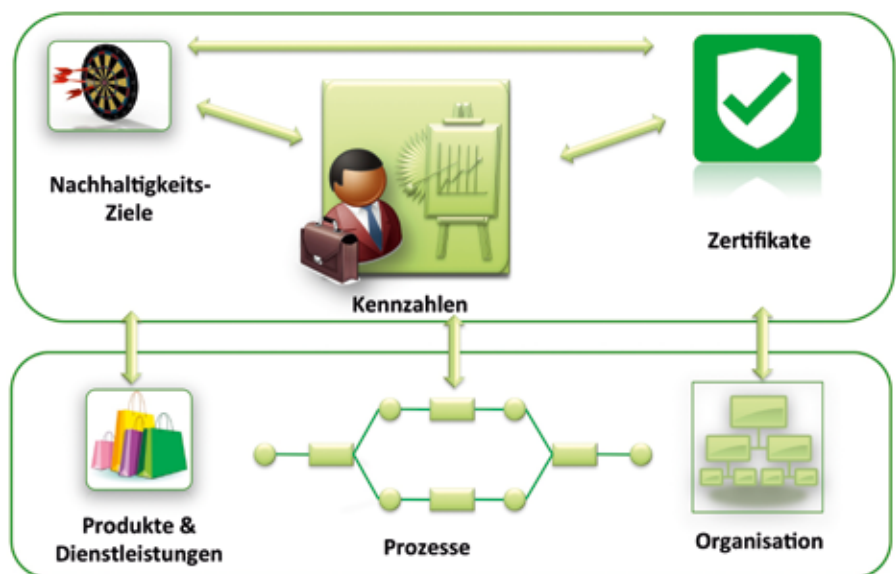 Nachhaltigkeits-
Ziele
Kennzahlen
Zertifikate
Produkte &
Dienstleistungen
Prozesse
Organisation